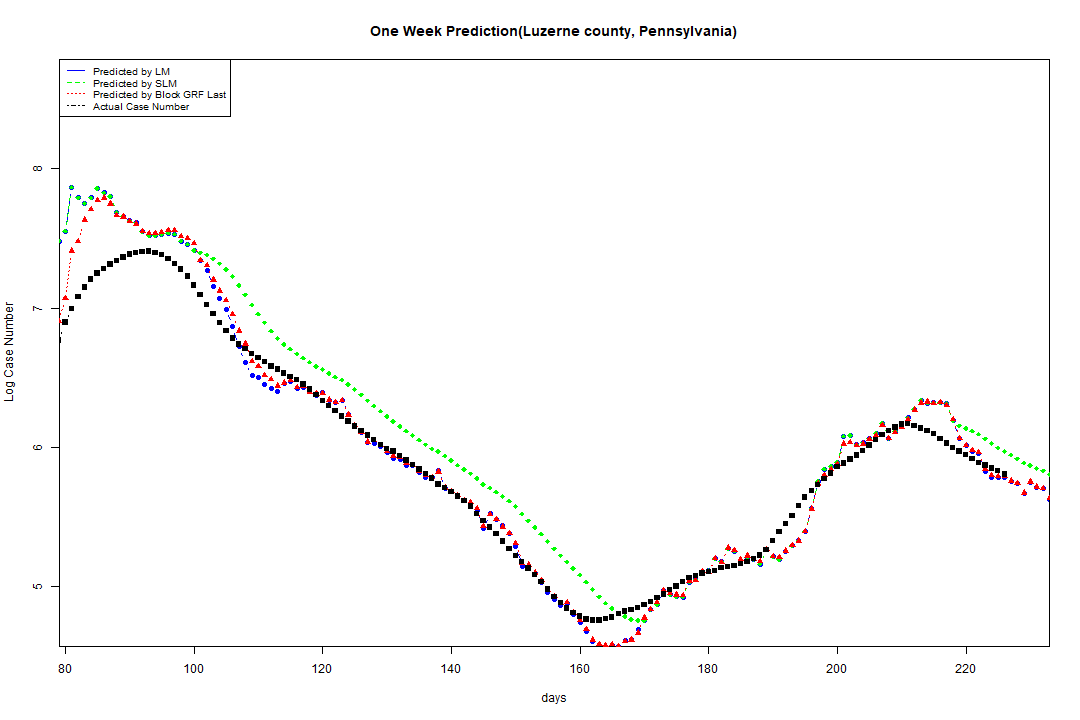 One Week Prediction(Luzerne county, Pennsylvania)
Predicted by LM
Predicted by SLM
Predicted by Block GRF Last
Actual Case Number
8
7
6
5
Log Case Number
80 100 120 140 160 180 200 220
days